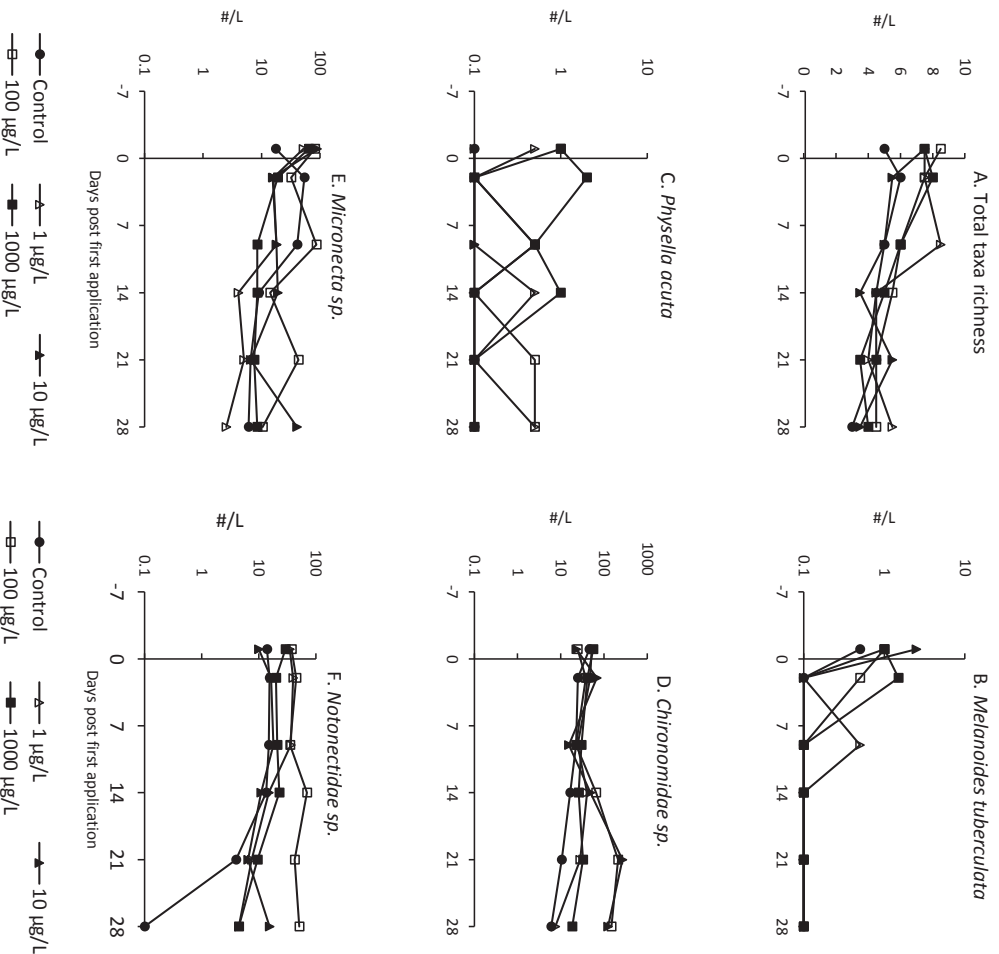 A. Total taxa richness
#/L
10
8
6
4
2
0
-7
0
7
14
21
28
B. Melanoides tuberculata
#/L
10
1
0.1
-7
0
7
14
21
28
C. Physella acuta
#/L
10
1
0.1
-7
0
7
14
21
28
D. Chironomidae sp.
#/L
1000
100
10
1
0.1
-7
0
7
14
21
28
E. Micronecta sp.
#/L
100
10
1
0.1
-7
0
7
14
21
28
Days post first application
F. Notonectidae sp.
#/L
100
10
1
0.1
-7
0
7
14
21
28
Days post first application
Control
1 µg/L
10 µg/L
100 µg/L
1000 µg/L
Control
1 µg/L
10 µg/L
100 µg/L
1000 µg/L